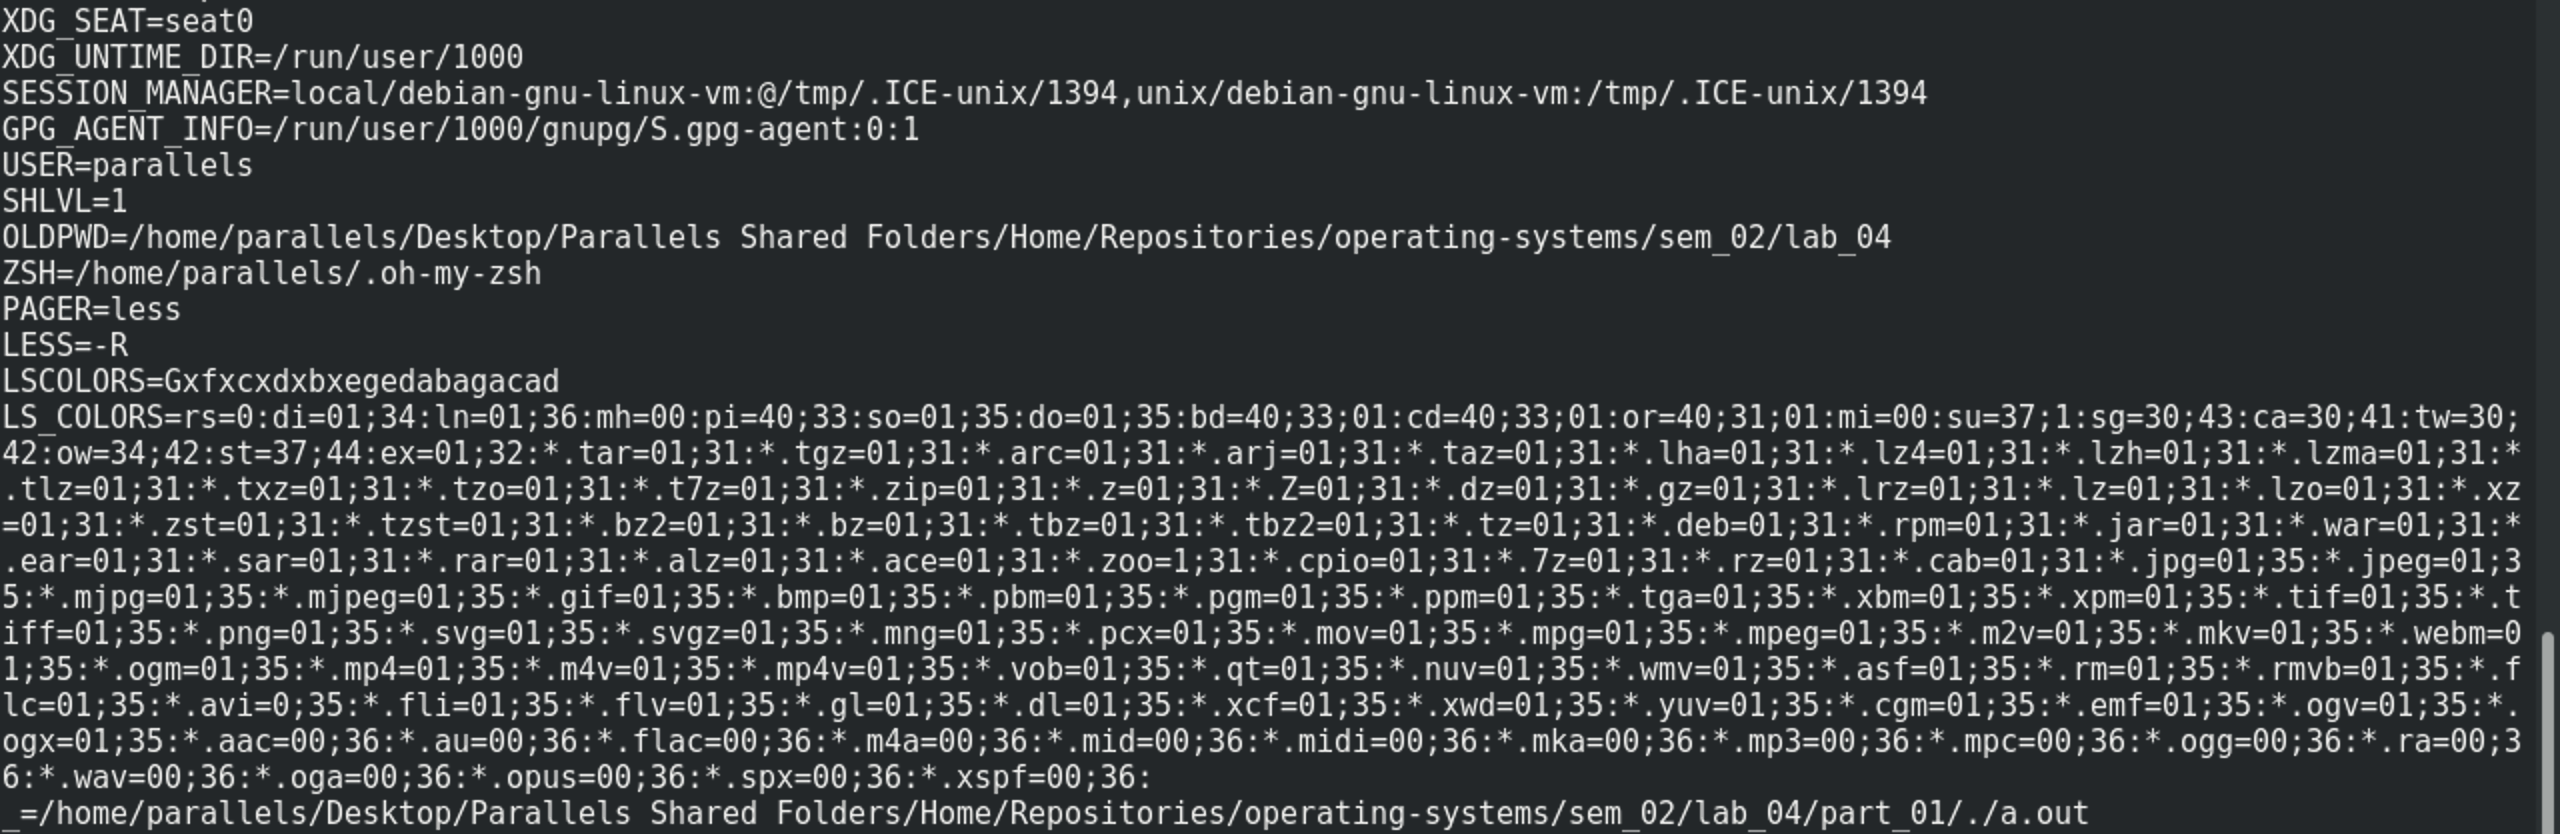 XDG_SEAT=seat0
XDG_UNTIME_DIR=/run/user/1000
SESSION_MANAGER=local/debian-gnu-linux-vm:@/tmp/.ICE-unix/1394,unix/debian-gnu-linux-vm:/tmp/.ICE-unix/1394
GPG_AGENT_INFO=/run/user/1000/gnupg/S.gpg-agent:0:1
USER=parallels
SHLVL=1
OLDPWD=/home/parallels/Desktop/Parallels Shared Folders/Home/Repositories/operating-systems/sem_02/lab_04
ZSH=/home/parallels/.oh-my-zsh
PAGER=less
LESS=-R
LSCOLORS=Gxfxcxdxbxegedabagacad
LS_COLORS=rs=0:di=01;34:ln=01;36:mh=00:pi=40;33:so=01;35:do=01;35:bd=40;33;01:cd=40;33;01:or=40;31;01:mi=00:su=37;1:sg=30;43:ca=30;41:tw=30;
42:ow=34;42:st=37;44:ex=01;32:*.tar=01;31:*.tgz=01;31:*.arc=01;31:*.arj=01;31:*.taz=01;31:*.lha=01;31:*.lz4=01;31:*.lzh=01;31:*.lzma=01;31:*
.tlz=01;31:*.txz=01;31:*.tzo=01;31:*.t7z=01;31:*.zip=01;31:*.z=01;31:*.Z=01;31:*.dz=01;31:*.gz=01;31:*.lrz=01;31:*.lz=01;31:*.lzo=01;31:*.xz
=01;31:*.zst=01;31:*.tzst=01;31:*.bz2=01;31:*.bz=01;31:*.tbz=01;31:*.tbz2=01;31:*.tz=01;31:*.deb=01;31:*.rpm=01;31:*.jar=01;31:*.war=01;31:*
.ear=01;31:*.sar=01;31:*.rar=01;31:*.alz=01;31:*.ace=01;31:*.zoo=1;31:*.cpio=01;31:*.7z=01;31:*.rz=01;31:*.cab=01;31:*.jpg=01;35:*.jpeg=01;3
5:*.mjpg=01;35:*.mjpeg=01;35:*.gif=01;35:*.bmp=01;35:*.pbm=01;35:*.pgm=01;35:*.ppm=01;35:*.tga=01;35:*.xbm=01;35:*.xpm=01;35:*.tif=01;35:*.t
iff=01;35:*.png=01;35:*.svg=01;35:*.svgz=01;35:*.mng=01;35:*.pcx=01;35:*.mov=01;35:*.mpg=01;35:*.mpeg=01;35:*.m2v=01;35:*.mkv=01;35:*.webm=0
1;35:*.ogm=01;35:*.mp4=01;35:*.m4v=01;35:*.mp4v=01;35:*.vob=01;35:*.qt=01;35:*.nuv=01;35:*.wmv=01;35:*.asf=01;35:*.rm=01;35:*.rmvb=01;35:*.f
lc=01;35:*.avi=0;35:*.fli=01;35:*.flv=01;35:*.gl=01;35:*.dl=01;35:*.xcf=01;35:*.xwd=01;35:*.yuv=01;35:*.cgm=01;35:*.emf=01;35:*.ogv=01;35:*.
ogx=01;35:*.aac=00;36:*.au=00;36:*.flac=00;36:*.m4a=00;36:*.mid=00;36:*.midi=00;36:*.mka=00;36:*.mp3=00;36:*.mpc=00;36:*.ogg=00;36:*.ra=00;3
6:*.wav=00;36:*.oga=00;36:*.opus=00;36:*.spx=00;36:*.xspf=00;36:
_=/home/parallels/Desktop/Parallels Shared Folders/Home/Repositories/operating-systems/sem_02/lab_04/part_01/./a.out